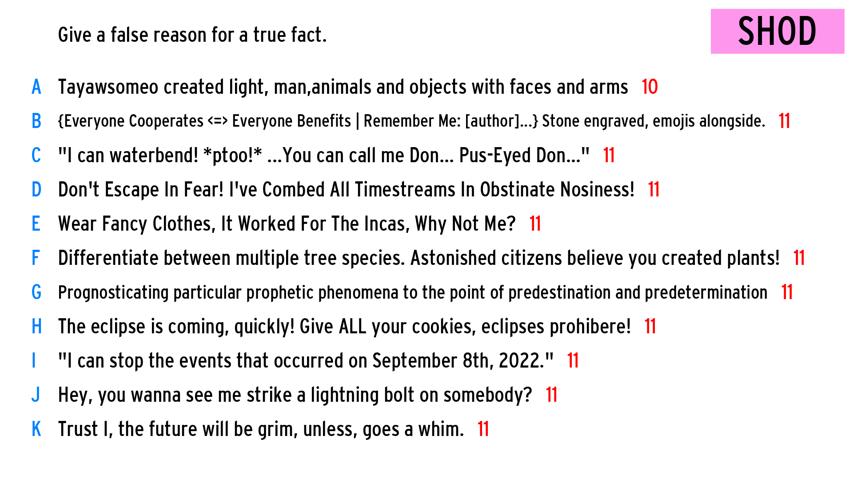 Give a false reason for a true fact.
SHOD
A Tayawsomeo created light, man,animals and objects with faces and arms 10
B {Everyone Cooperates <=> Everyone Benefits | Remember Me: [author]...} Stone engraved, emojis alongside. 11
C "I can waterbend! *ptoo!* ...You can call me Don... Pus-Eyed Don..." 11
D Don't Escape In Fear! I've Combed All Timestreams In Obstinate Nosiness! 11
E Wear Fancy Clothes, It Worked For The Incas, Why Not Me? 11
F Differentiate between multiple tree species. Astonished citizens believe you created plants! 11
G Prognosticating particular prophetic phenomena to the point of predestination and predetermination 11
H The eclipse is coming, quickly! Give ALL your cookies, eclipses prohibere! 11
I "I can stop the events that occurred on September 8th, 2022." 11
J Hey, you wanna see me strike a lightning bolt on somebody? 11
K Trust I, the future will be grim, unless, goes a whim. 11